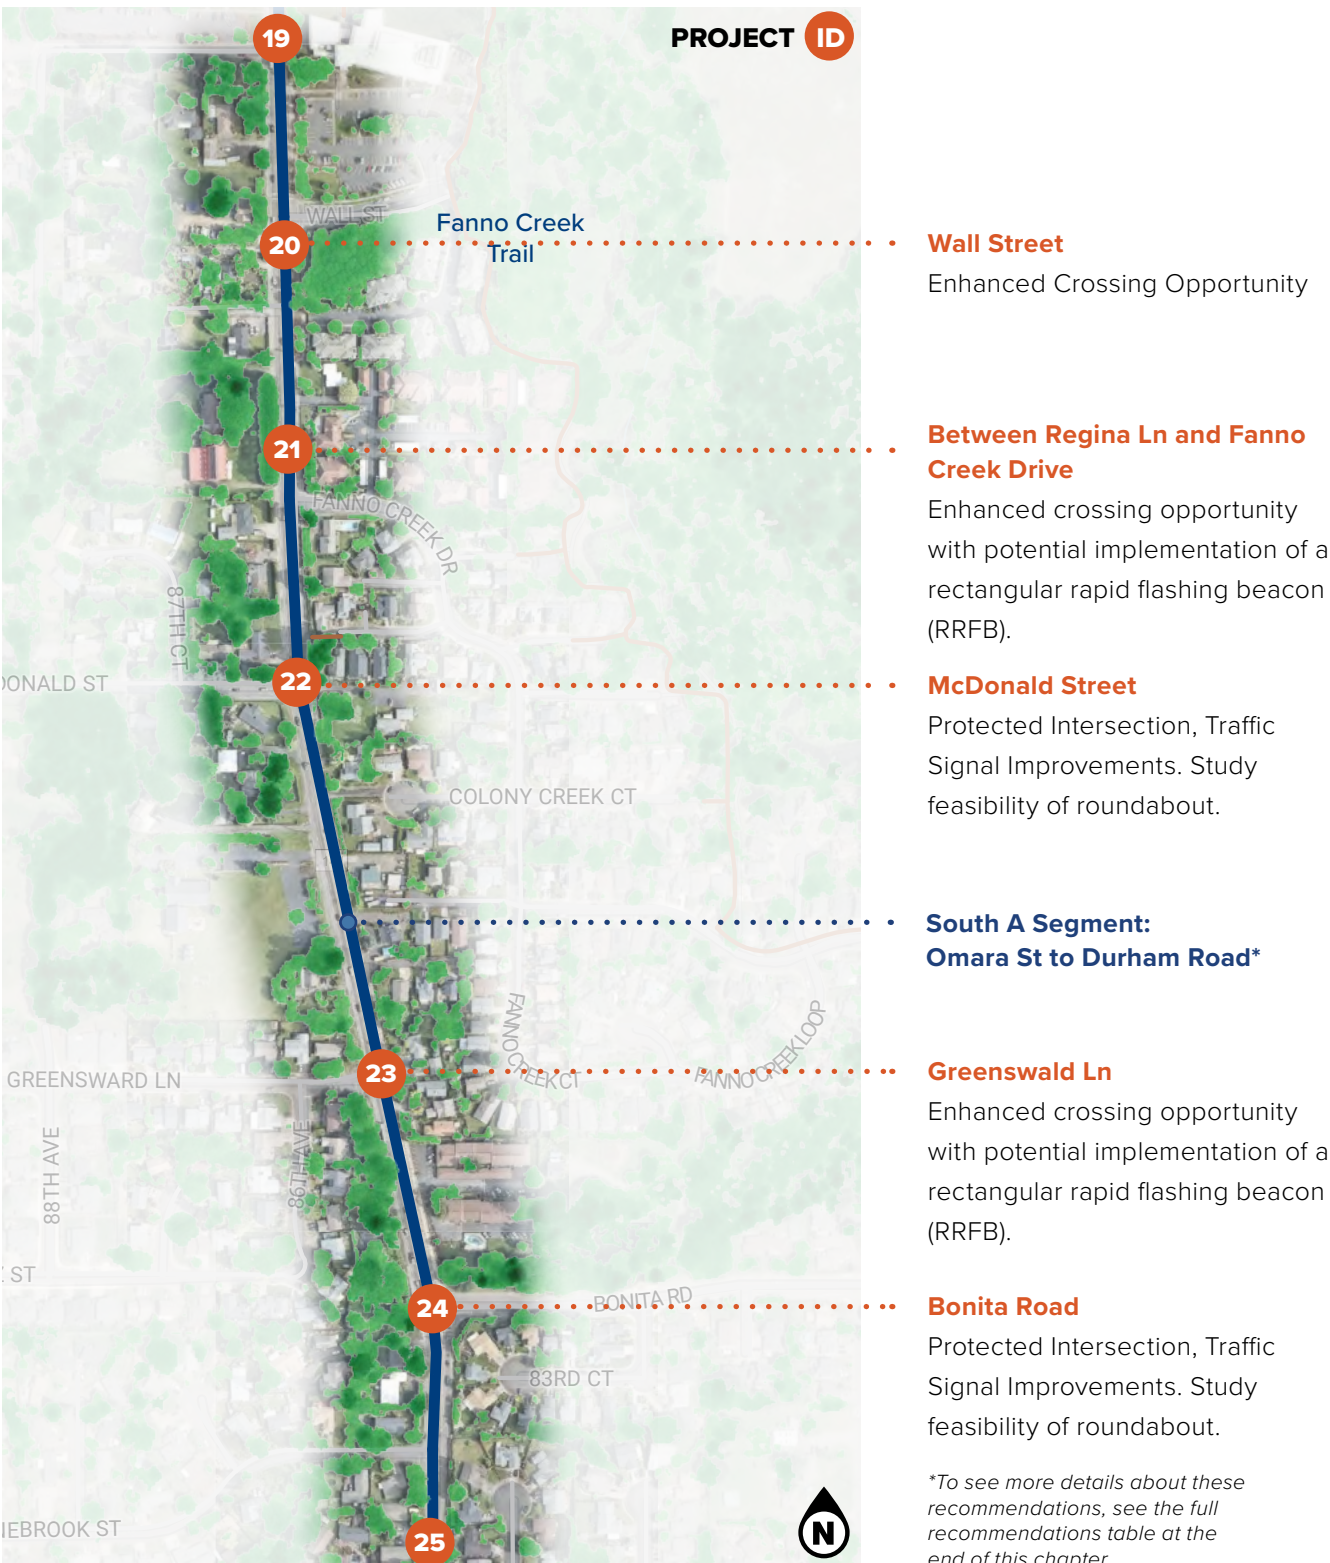 PROJECT ID
19
WALL ST
Fanno Creek
Trail
20
Wall Street
Enhanced Crossing Opportunity
21
Between Regina Ln and Fanno
Creek Drive
Enhanced crossing opportunity
with potential implementation of a
rectangular rapid flashing beacon
(RRFB).
FANNO CREEK DR
87TH CT
DONALD ST
22
McDonald Street
Protected Intersection, Traffic
Signal Improvements. Study
feasibility of roundabout.
COLONY CREEK CT
South A Segment:
Omara St to Durham Road*
FANNO CREEK CT
FANNO CREEK LOOP
GREENSWARD LN
23
Greenswald Ln
Enhanced crossing opportunity
with potential implementation of a
rectangular rapid flashing beacon
(RRFB).
88TH AVE
86TH AVE
ST
24
BONITA RD
Bonita Road
Protected Intersection, Traffic
Signal Improvements. Study
feasibility of roundabout.
83RD CT
*To see more details about these
recommendations, see the full
recommendations table at the
end of this chapter
NEBROOK ST
25
N